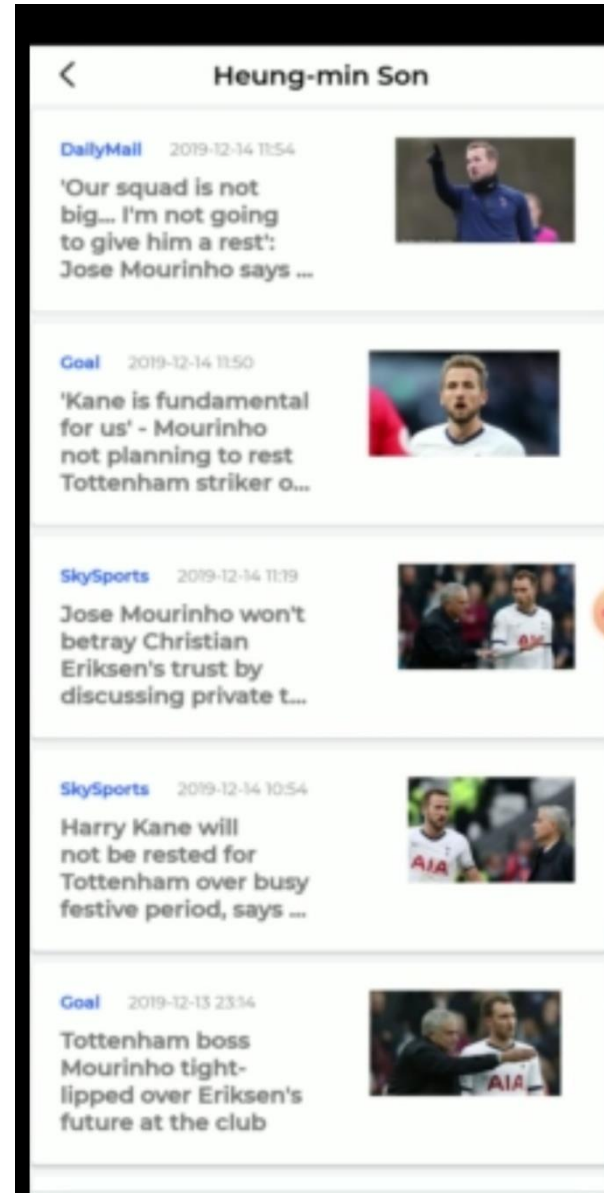 Heung-min Son
DailyMail 2019-12-14 11:54
'Our squad is not
big... I'm not going
to give him a rest':
Jose Mourinho says ...
Goal 2019-12-14 11:50
'Kane is fundamental
for us' - Mourinho
not planning to rest
Tottenham striker o...
SkySports 2019-12-14 11:19
Jose Mourinho won't
betray Christian
Eriksen's trust by
discussing private t...
AIA
SkySports 2019-12-14 10:54
Harry Kane will
not be rested for
Tottenham over busy
festive period, says ...
AIA
Goal 2019-12-13 23:14
Tottenham boss
Mourinho tight-
lipped over Eriksen's
future at the club
AIA